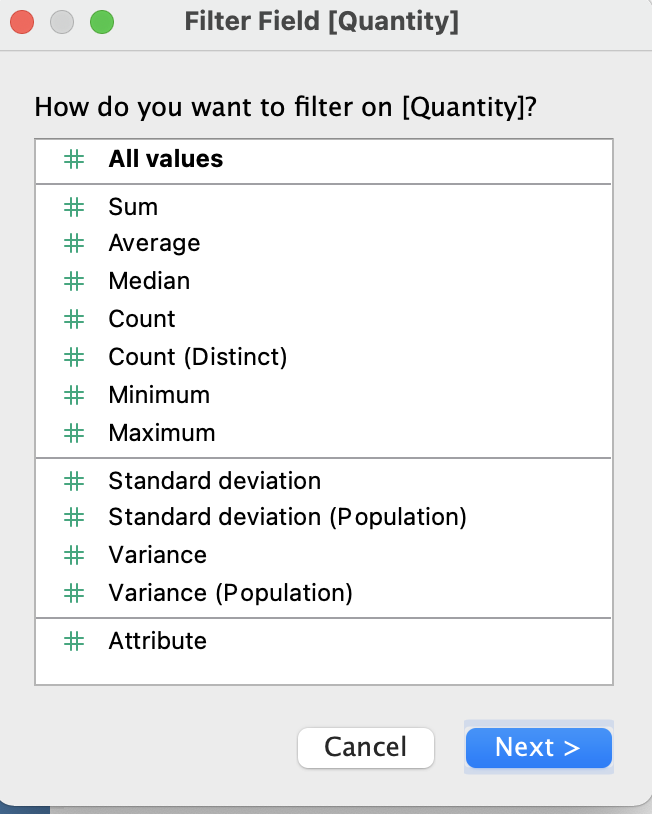 Filter Field [Quantity]
How do you want to filter on [Quantity]?
# All values
# Sum
# Average
# Median
# Count
# Count (Distinct)
# Minimum
# Maximum
# Standard deviation
# Standard deviation (Population)
# Variance
# Variance (Population)
# Attribute
Cancel Next >